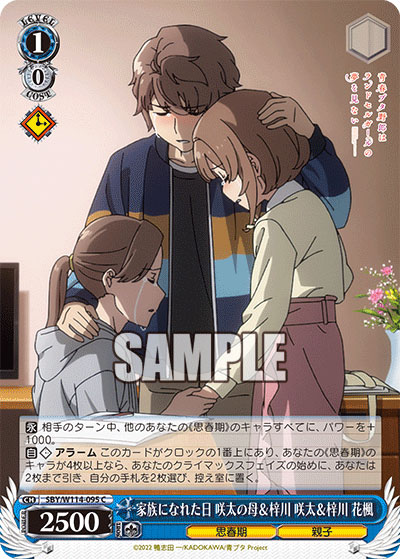 LEVEL
1
0
COST
青春ブタ野郎は
ランドセルガールの
夢を見ない
SAMPLE
永 相手のターン中、他のあなたの《思春期》のキャラすべてに、パワーを+
1000。
自 アラーム このカードがクロックの1番上にあり、あなたの《思春期》の
キャラが4枚以上なら、あなたのクライマックスフェイズの始めに、あなたは
2枚まで引き、自分の手札を2枚選び、控え室に置く。
CH SBY/W114-095 C
家族になれた日 咲太の母&梓川 咲太&梓川 花楓
2500
思春期
親子
©2022 鴨志田 一/KADOKAWA/青ブタ Project